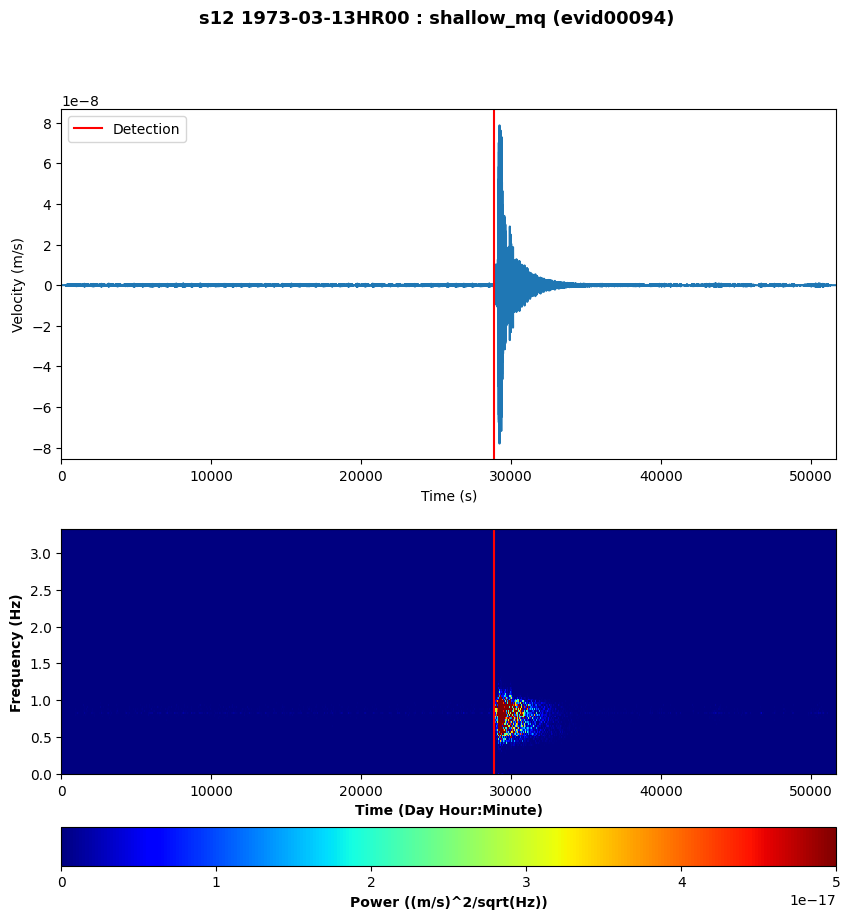 s12 1973-03-13HR00 : shallow_mq (evid00094)
1e−8
Detection
8
6
4
2
0
−2
−4
−6
−8
Velocity (m/s)
0 10000 20000 30000 40000 50000
Time (s)
3.0
2.5
2.0
1.5
1.0
0.5
0.0
Frequency (Hz)
0 10000 20000 30000 40000 50000
Time (Day Hour:Minute)
0 1 2 3 4 5
1e−17
Power ((m/s)^2/sqrt(Hz))